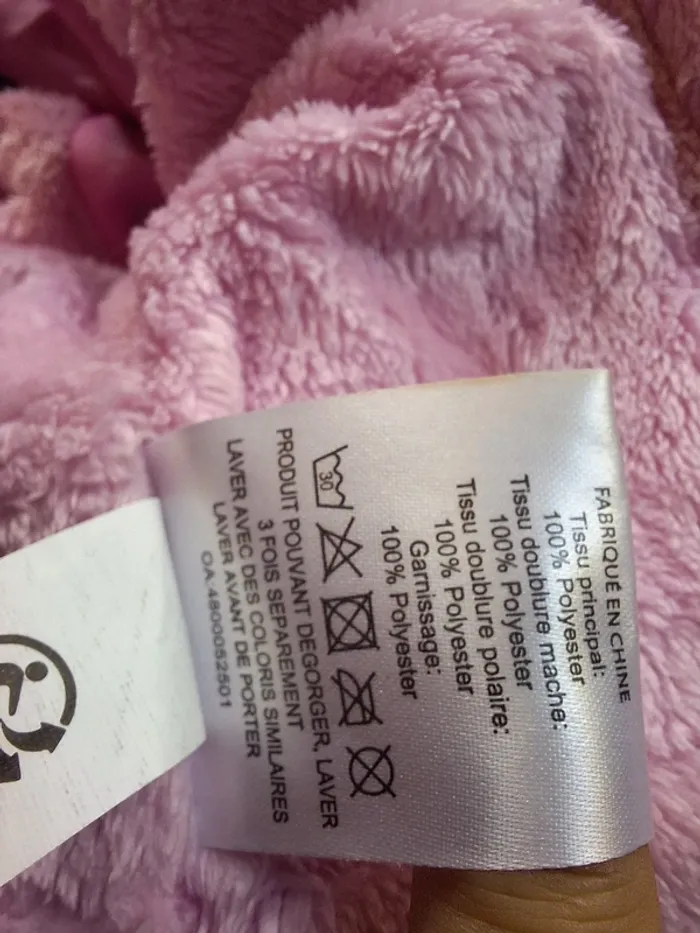 FABRIQUÉ EN CHINE
Tissu principal:
100% Polyester
Tissu doublure mache:
100% Polyester
Tissu doublure polaire:
100% Polyester
Garnissage:
100% Polyester
30
PRODUIT POUVANT DEGORGER, LAVER
3 FOIS SEPAREMENT
LAVER AVEC DES COLORIS SIMILAIRES
LAVER AVANT DE PORTER
OA:4800052501